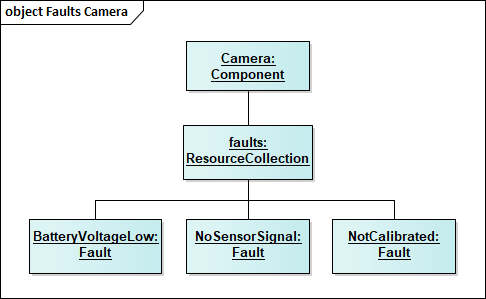 object Faults Camera
Camera:
Component
faults:
ResourceCollection
BatteryVoltageLow:
Fault
NoSensorSignal:
Fault
NotCalibrated:
Fault